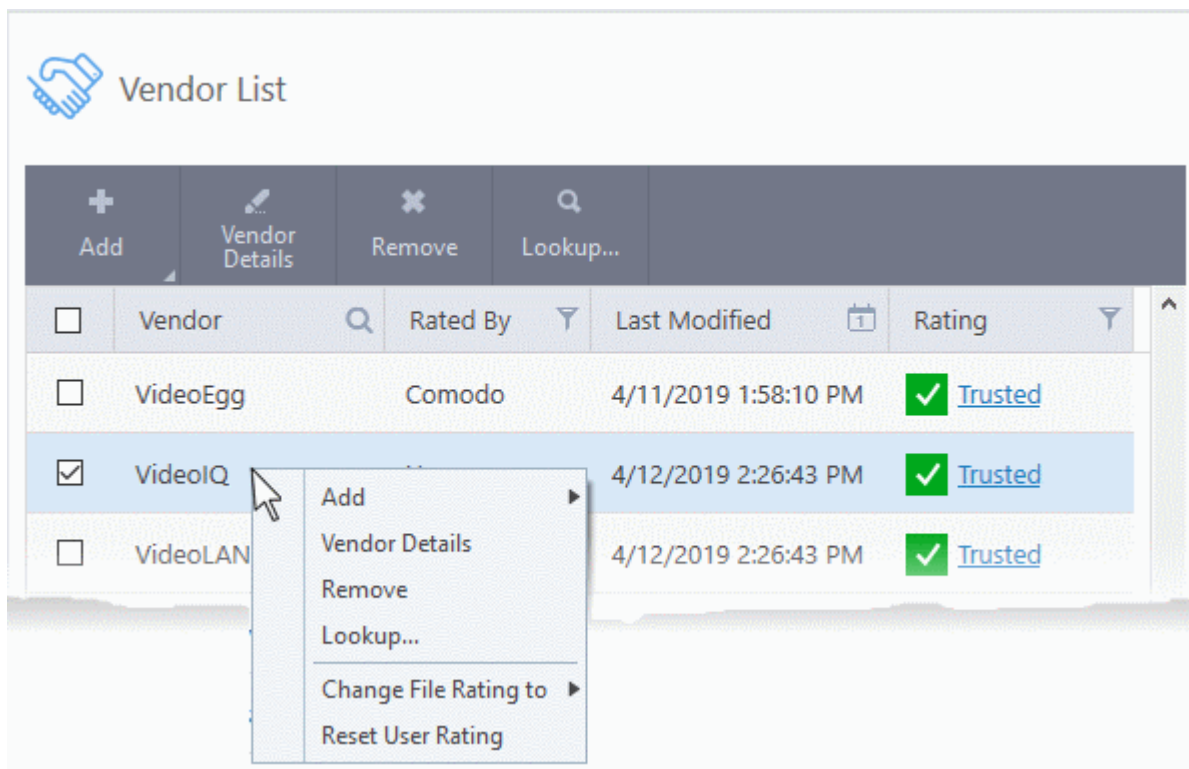 Vendor List
Add
Vendor
Details
Remove
Lookup...
Vendor Rated By Last Modified 1 Rating
VideoEgg Comodo 4/11/2019 1:58:10 PM Trusted
VideoIQ 4/12/2019 2:26:43 PM Trusted
VideoLAN 4/12/2019 2:26:43 PM Trusted
Add
Vendor Details
Remove
Lookup...
Change File Rating to
Reset User Rating